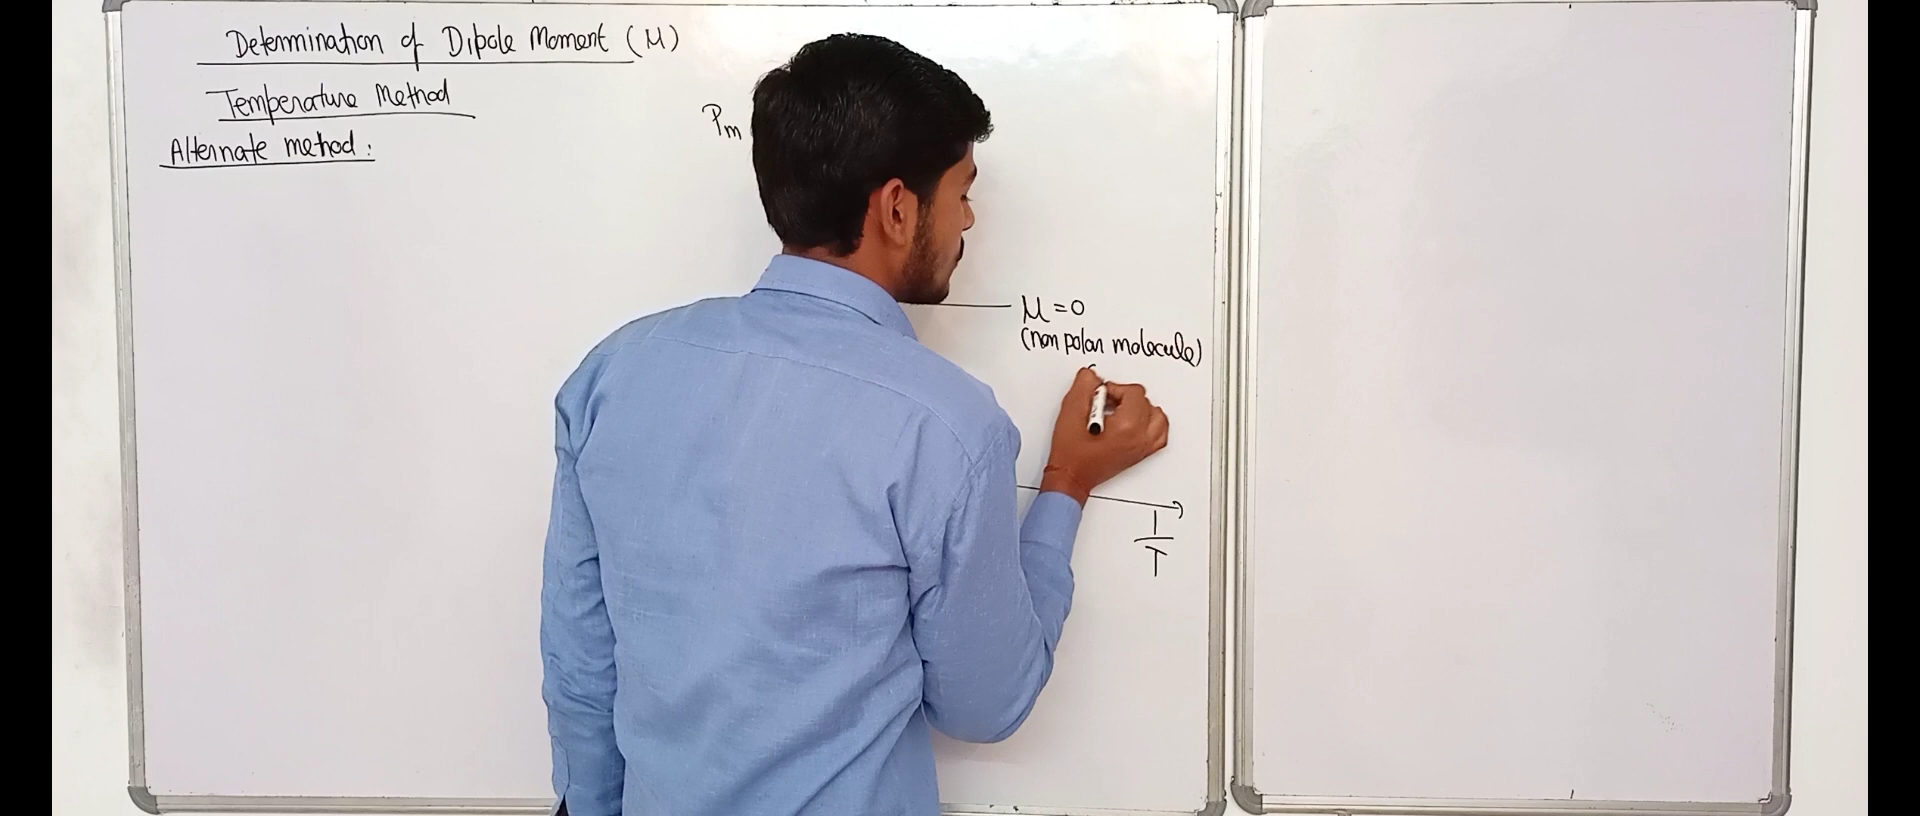 Determination of Dipole Moment (μ)
Temperature Method
Alternate method:
Pm
μ=0
(non polar molecule)
1
T